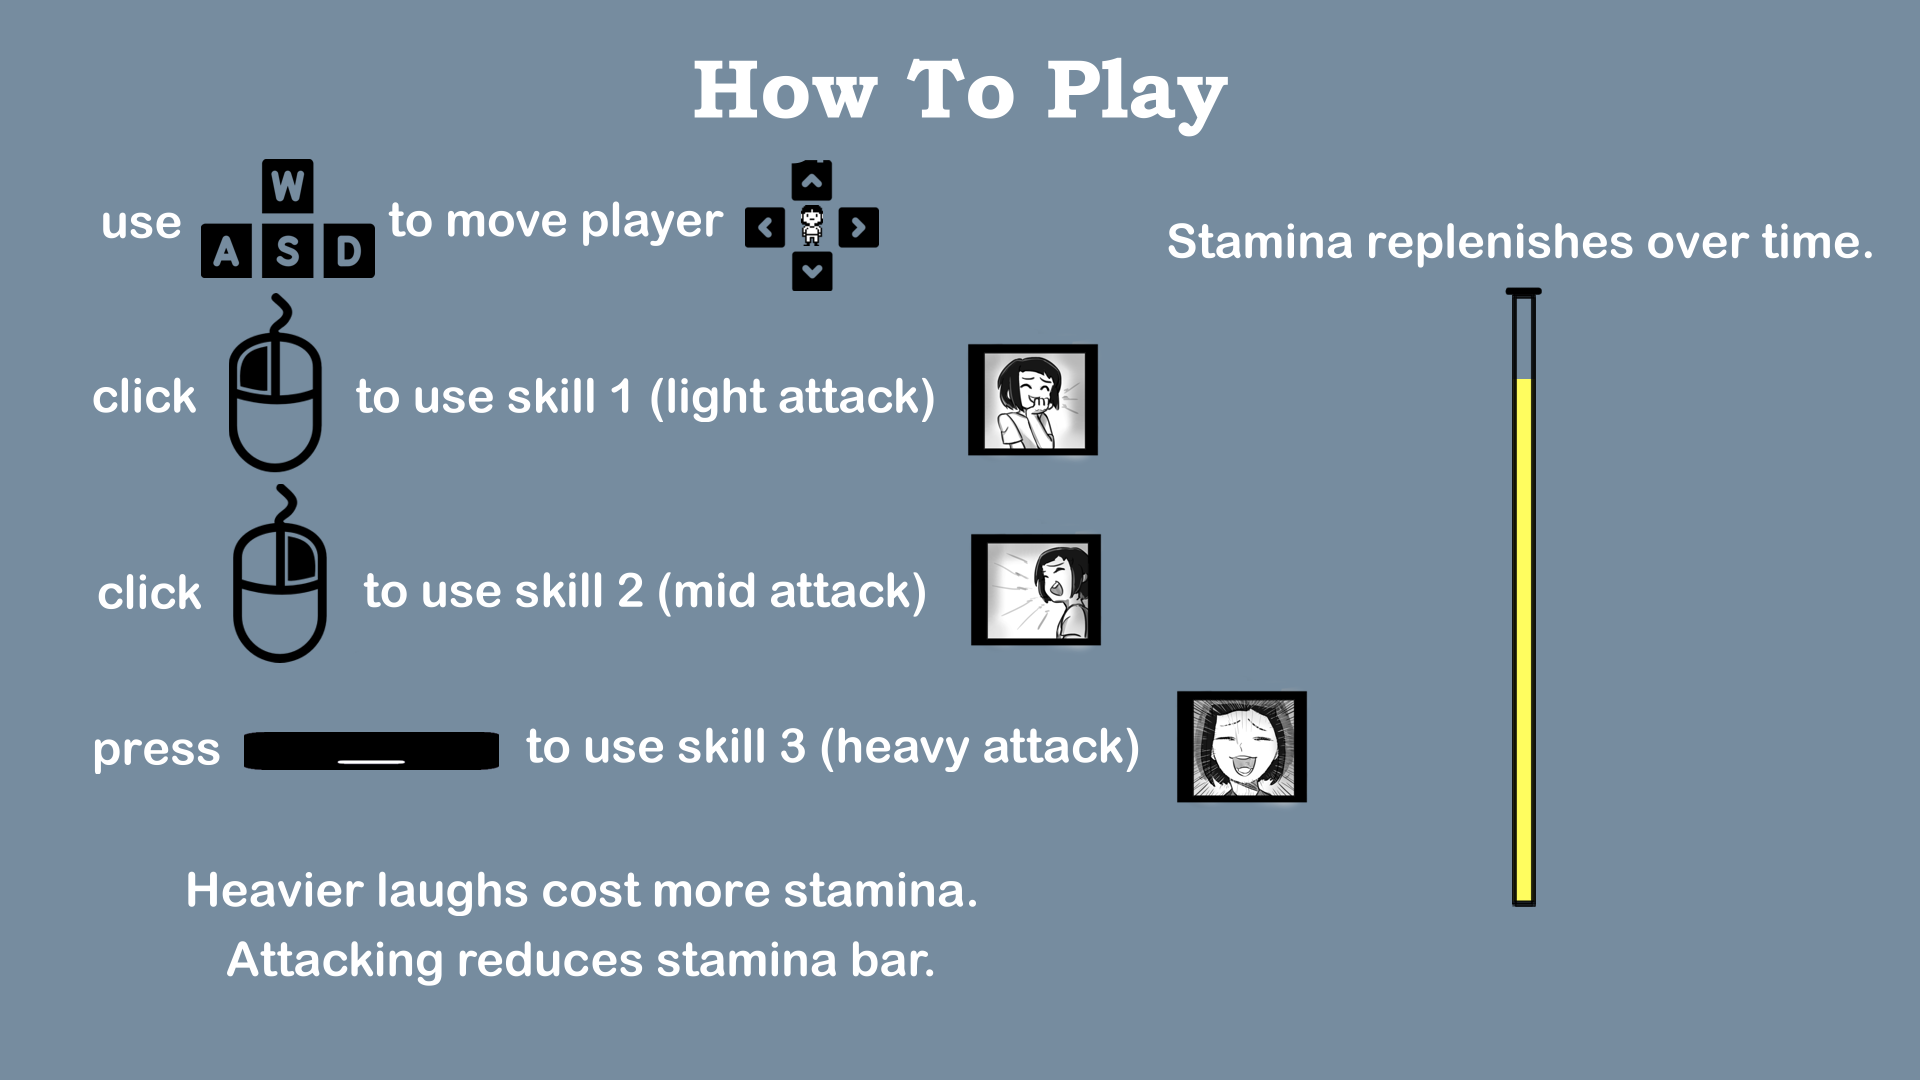 How To Play
use W A S D to move player
Stamina replenishes over time.
click to use skill 1 (light attack)
click to use skill 2 (mid attack)
press to use skill 3 (heavy attack)
Heavier laughs cost more stamina.
Attacking reduces stamina bar.